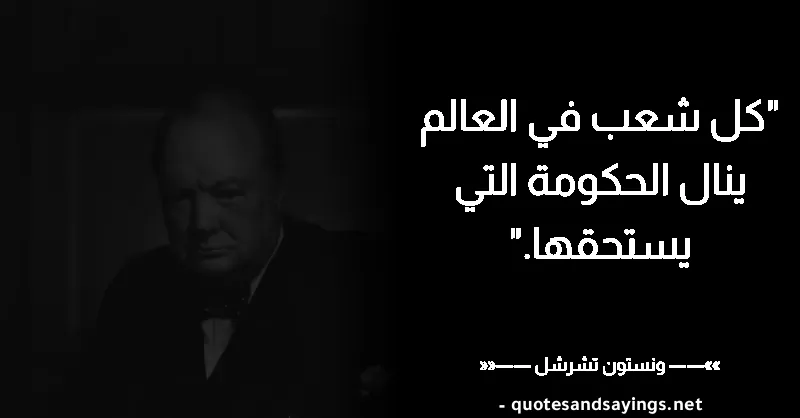 "كل شعب في العالم
ينال الحكومة التي
يستحقها."
»»—— ونستون تشرشل ——««
- quotesandsayings.net